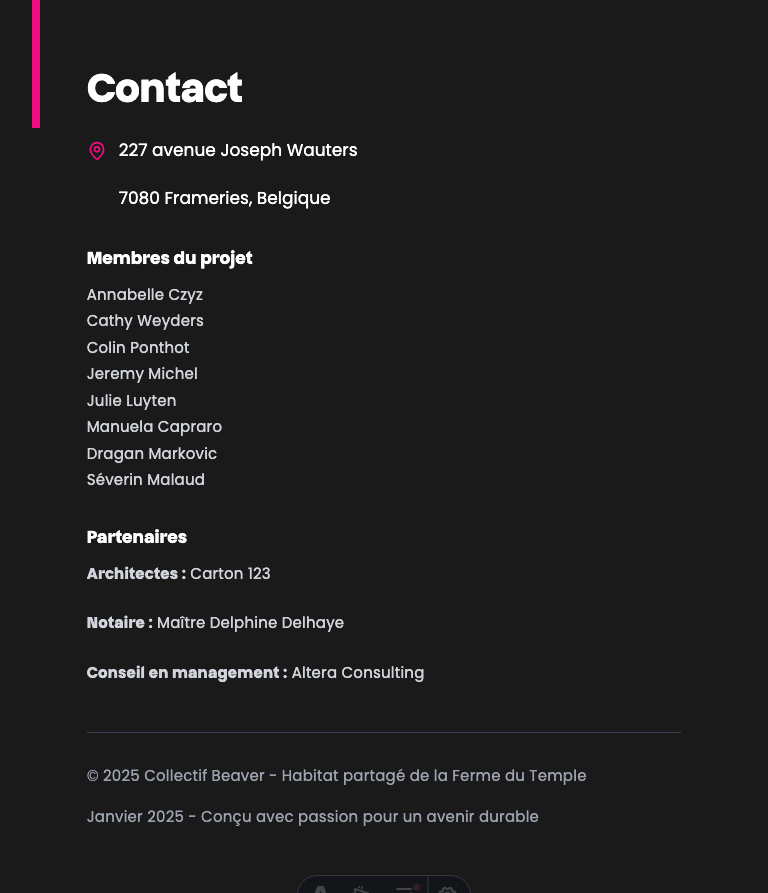 Contact
227 avenue Joseph Wauters
7080 Frameries, Belgique
Membres du projet
Annabelle Czyz
Cathy Weyders
Colin Ponthot
Jeremy Michel
Julie Luyten
Manuela Capraro
Dragan Markovic
Séverin Malaud
Partenaires
Architectes : Carton 123
Notaire : Maître Delphine Delhaye
Conseil en management : Altera Consulting
© 2025 Collectif Beaver - Habitat partagé de la Ferme du Temple
Janvier 2025 - Conçu avec passion pour un avenir durable